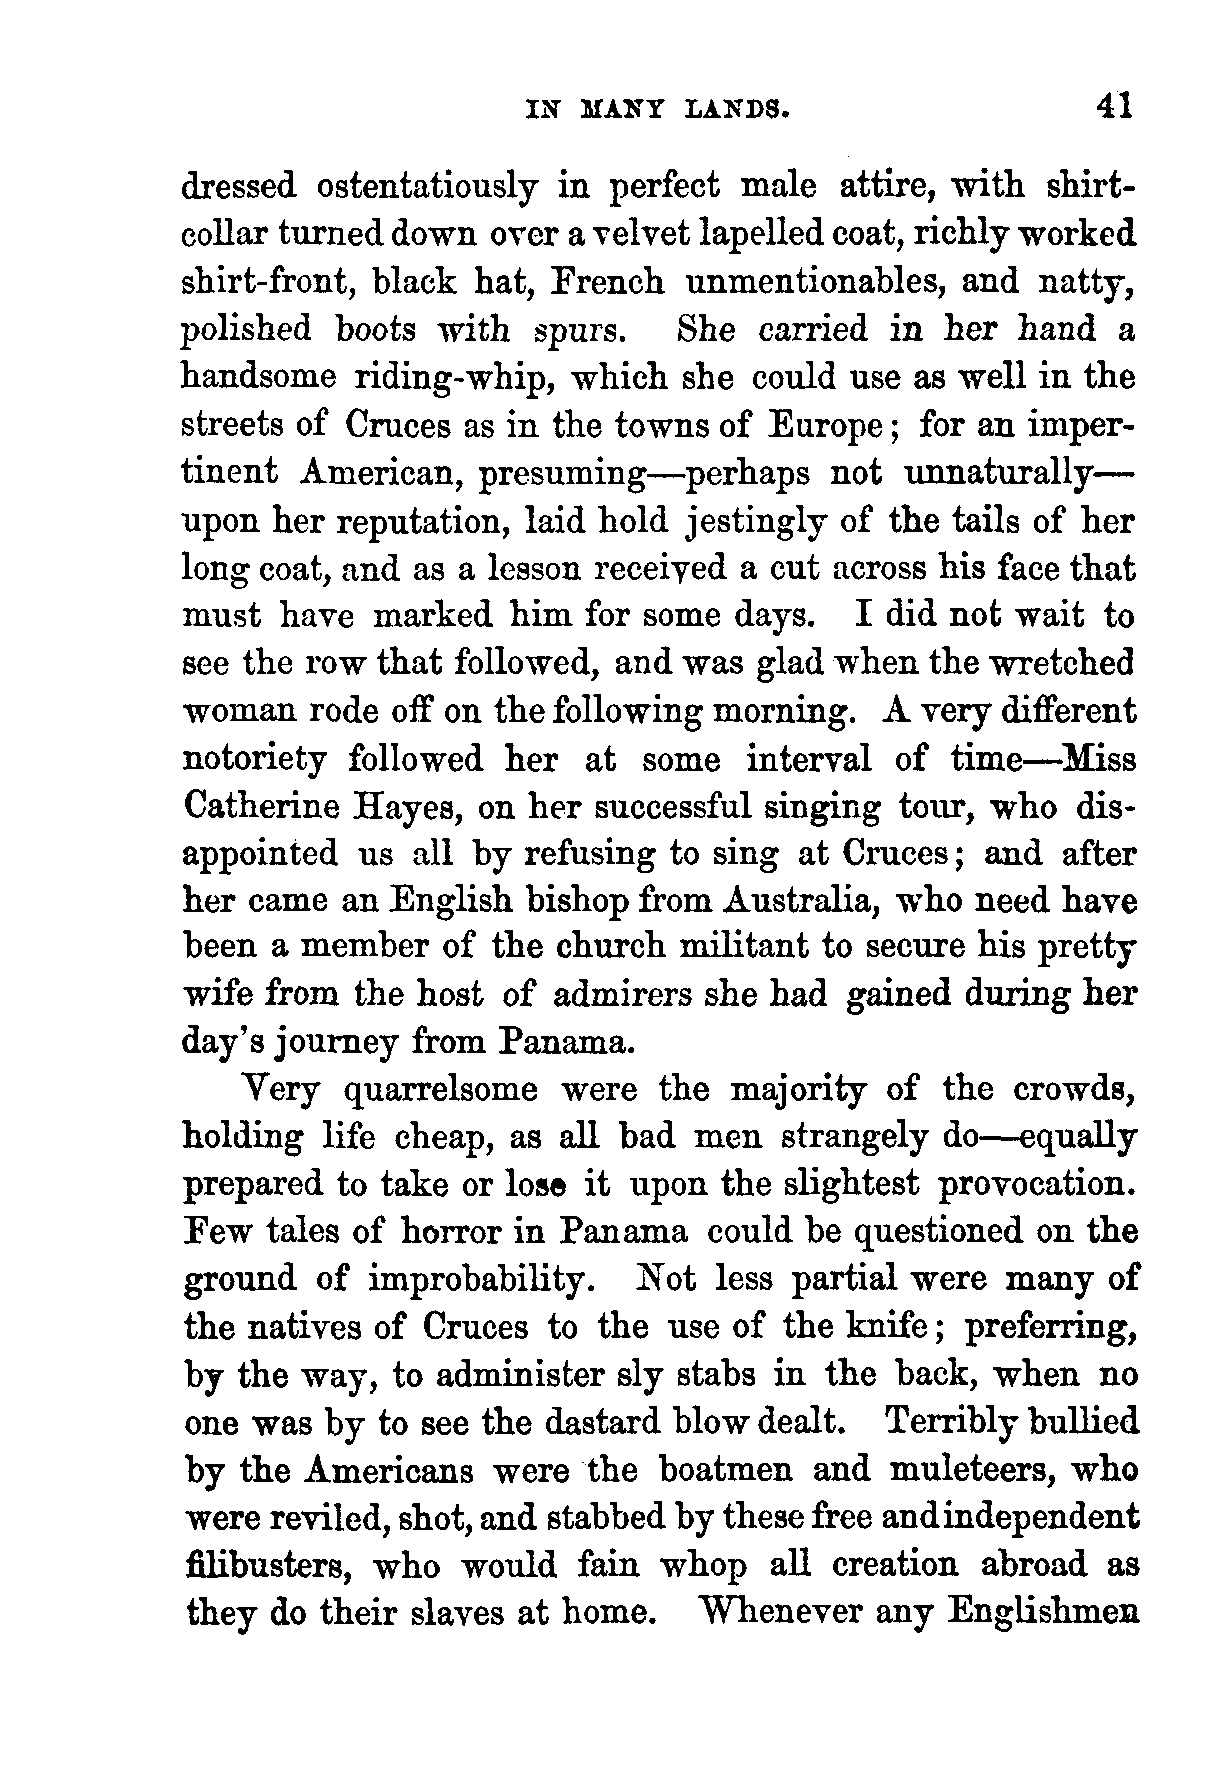 IN MANY LANDS. 41
dressed ostentatiously in perfect male attire, with shirt-
collar turned down over a velvet lapelled coat, richly worked
shirt-front, black hat, French unmentionables, and natty,
polished boots with spurs. She carried in her hand a
handsome riding-whip, which she could use as well in the
streets of Cruces as in the towns of Europe; for an imper-
tinent American, presuming—perhaps not unnaturally—
upon her reputation, laid hold jestingly of the tails of her
long coat, and as a lesson received a cut across his face that
must have marked him for some days. I did not wait to
see the row that followed, and was glad when the wretched
woman rode off on the following morning. A very different
notoriety followed her at some interval of time—Miss
Catherine Hayes, on her successful singing tour, who dis-
appointed us all by refusing to sing at Cruces; and after
her came an English bishop from Australia, who need have
been a member of the church militant to secure his pretty
wife from the host of admirers she had gained during her
day's journey from Panama.
Very quarrelsome were the majority of the crowds,
holding life cheap, as all bad men strangely do—equally
prepared to take or lose it upon the slightest provocation.
Few tales of horror in Panama could be questioned on the
ground of improbability. Not less partial were many of
the natives of Cruces to the use of the knife; preferring,
by the way, to administer sly stabs in the back, when no
one was by to see the dastard blow dealt. Terribly bullied
by the Americans were the boatmen and muleteers, who
were reviled, shot, and stabbed by these free and independent
filibusters, who would fain whop all creation abroad as
they do their slaves at home. Whenever any Englishmen